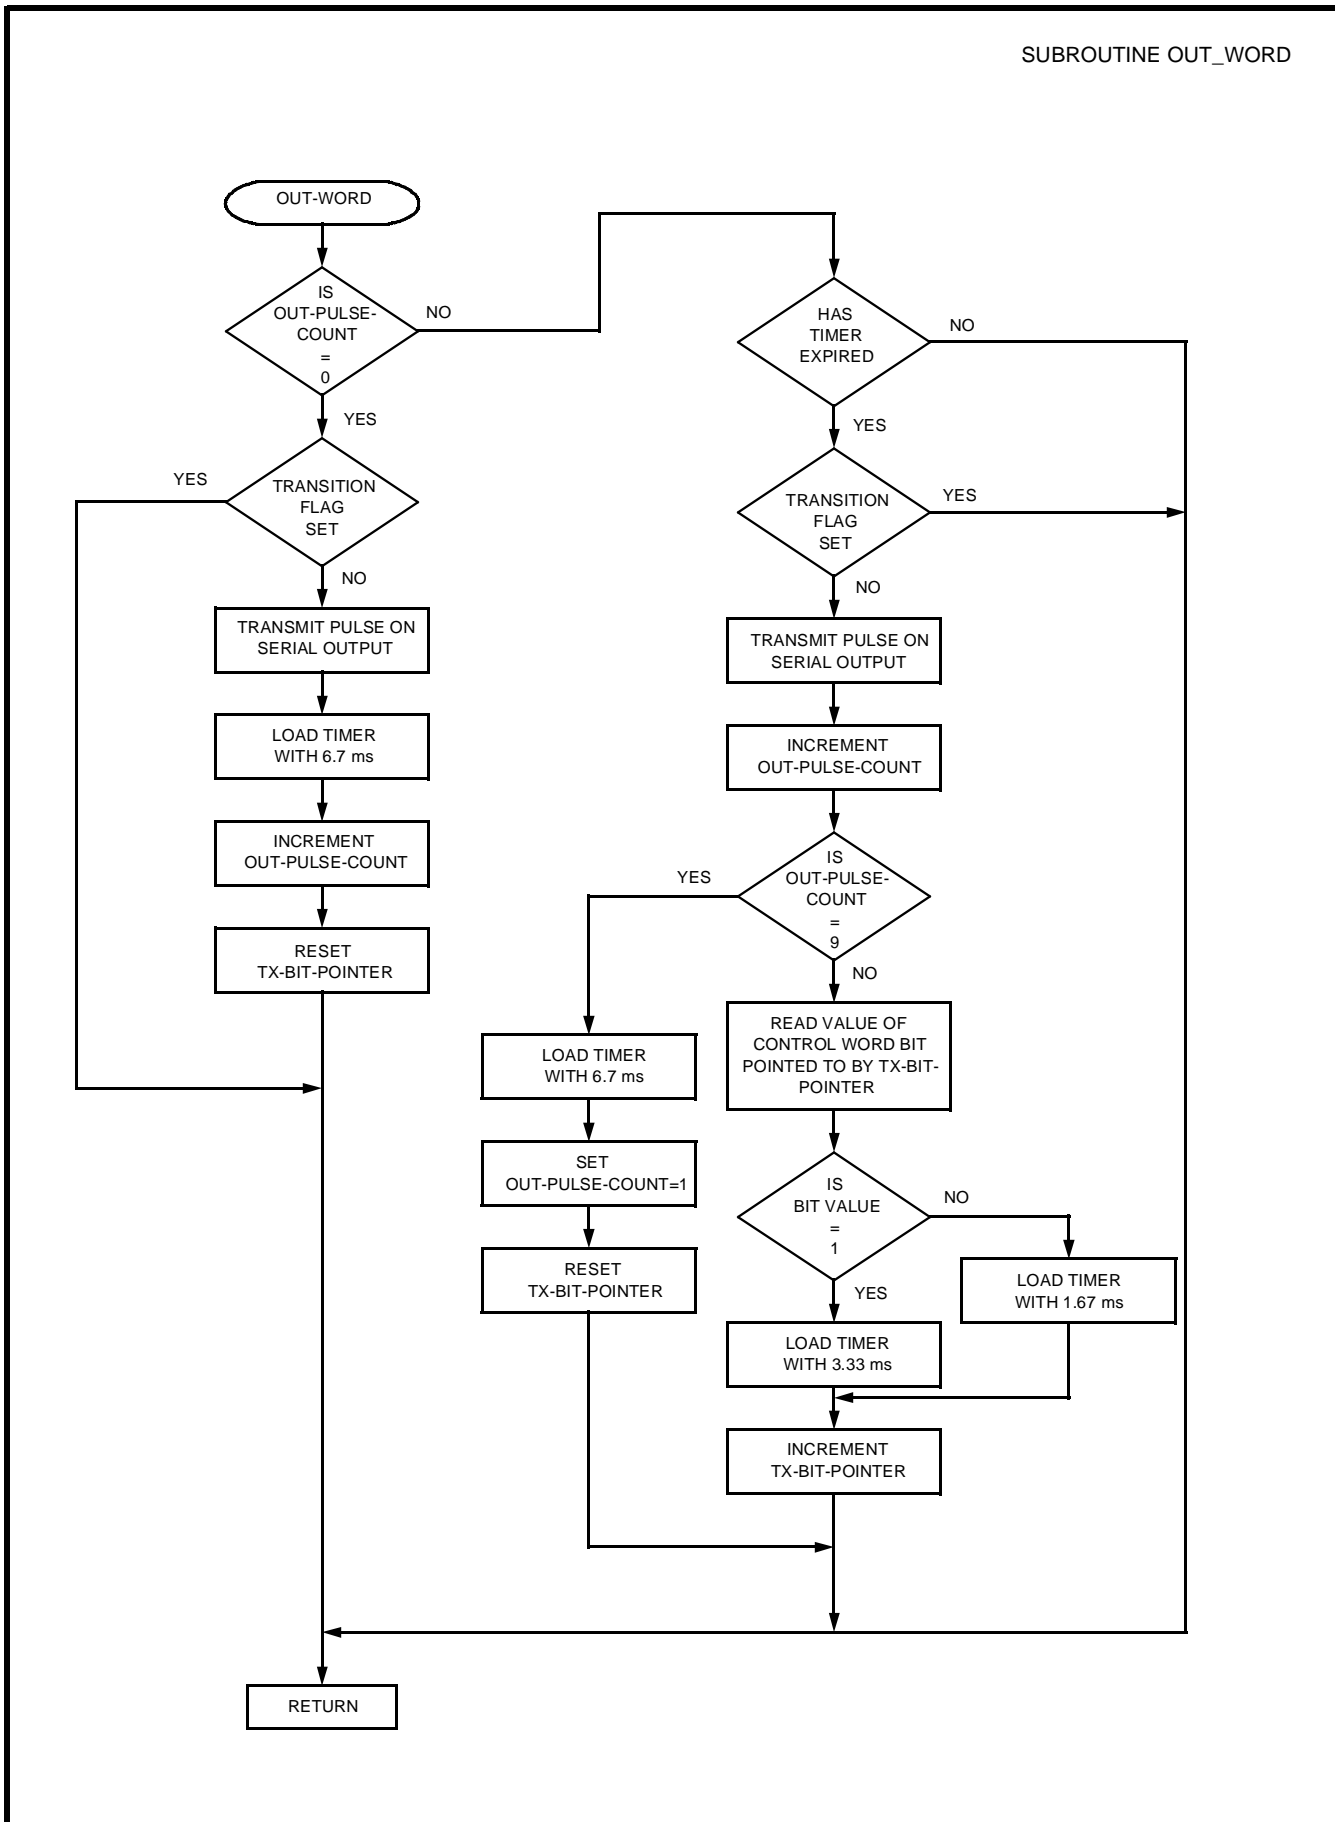 SUBROUTINE OUT_WORD
OUT-WORD
IS
OUT-PULSE-
COUNT
=
0
NO
YES
TRANSITION
FLAG
SET
YES
NO
TRANSMIT PULSE ON
SERIAL OUTPUT
LOAD TIMER
WITH 6.7 ms
INCREMENT
OUT-PULSE-COUNT
RESET
TX-BIT-POINTER
HAS
TIMER
EXPIRED
NO
YES
TRANSITION
FLAG
SET
YES
NO
TRANSMIT PULSE ON
SERIAL OUTPUT
INCREMENT
OUT-PULSE-COUNT
IS
OUT-PULSE-
COUNT
=
9
YES
NO
LOAD TIMER
WITH 6.7 ms
SET
OUT-PULSE-COUNT=1
RESET
TX-BIT-POINTER
READ VALUE OF
CONTROL WORD BIT
POINTED TO BY TX-BIT-
POINTER
IS
BIT VALUE
=
1
NO
YES
LOAD TIMER
WITH 1.67 ms
LOAD TIMER
WITH 3.33 ms
INCREMENT
TX-BIT-POINTER
RETURN